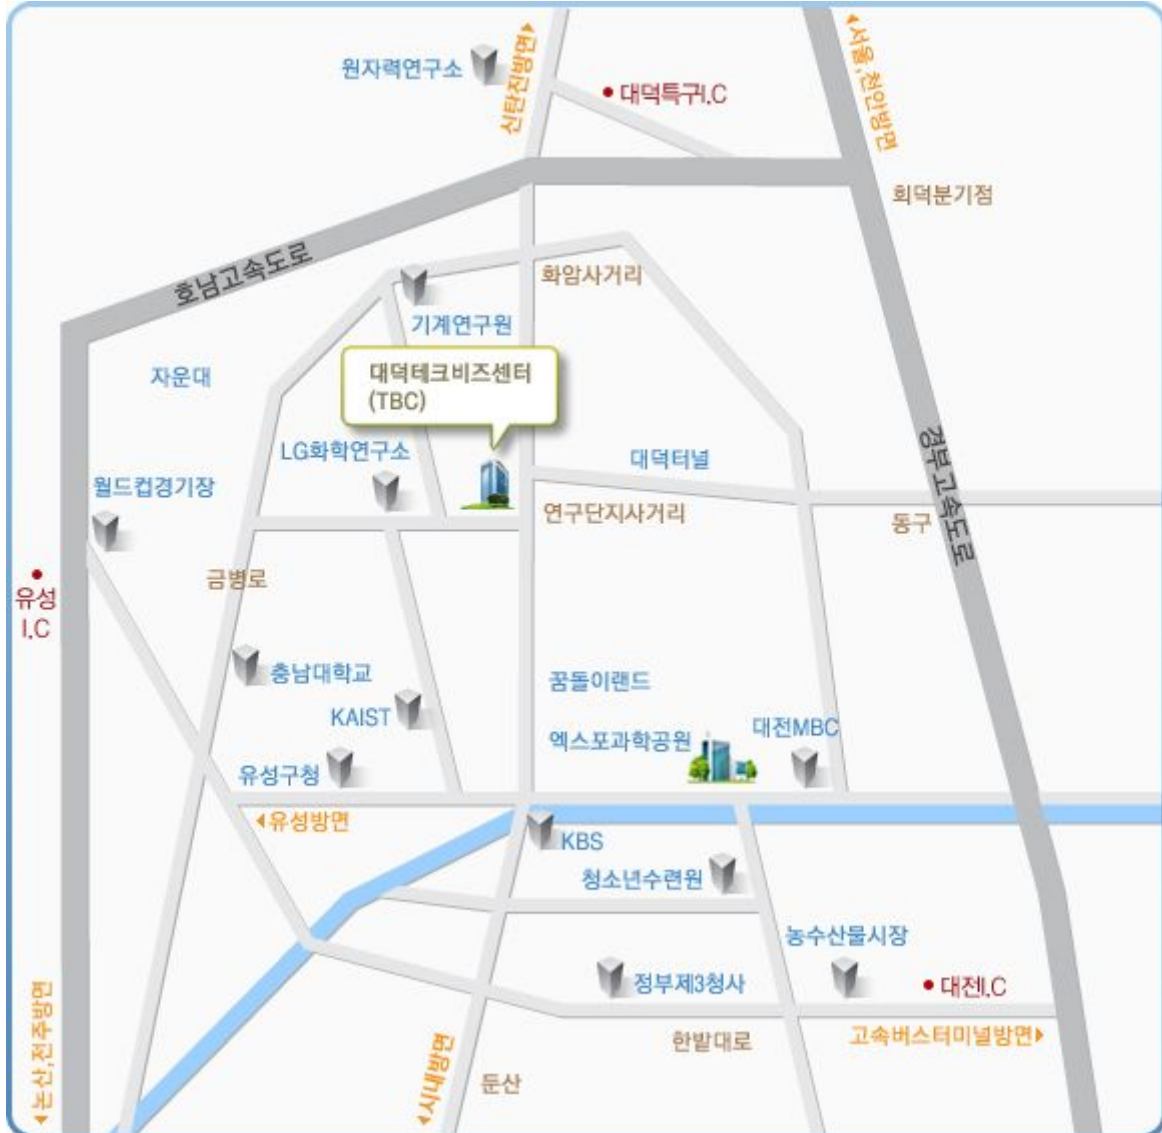 신탄진방면▶
◀서울,천안방면
원자력연구소
대덕특구I.C
회덕분기점
호남고속도로
화암사거리
기계연구원
자운대
대덕테크비즈센터
(TBC)
LG화학연구소
대덕터널
경부고속도로
월드컵경기장
연구단지사거리
동구
금병로
유성
I.C
충남대학교
꿈돌이랜드
KAIST
엑스포과학공원
대전MBC
유성구청
◀유성방면
KBS
청소년수련원
농수산물시장
정부제3청사
대전I.C
◀논산,전주방면
한밭대로
고속버스터미널방면▶
◀시내방면
둔산